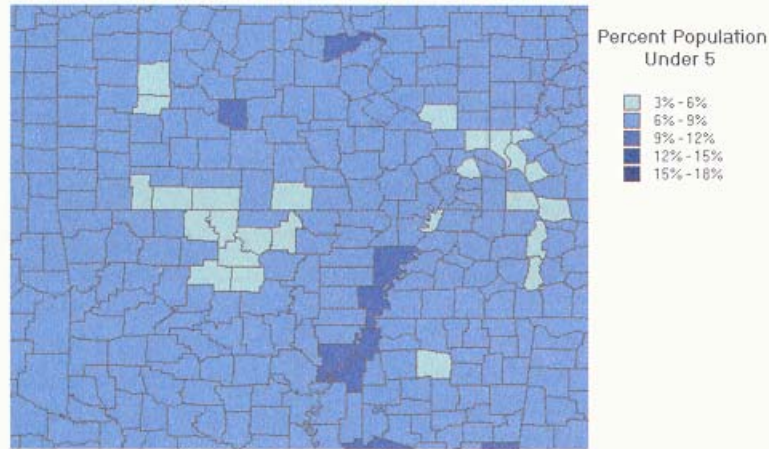 Percent Population
Under 5
3% - 6%
6% - 9%
9% - 12%
12% - 15%
15% - 18%